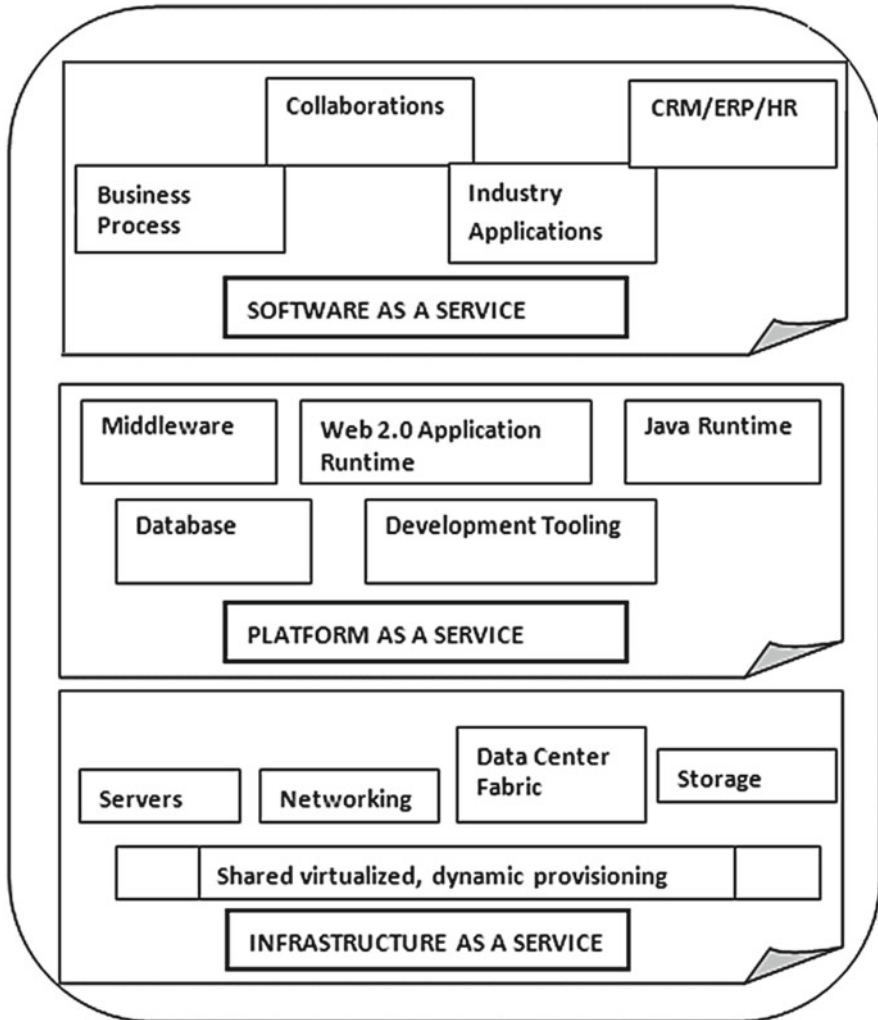 Collaborations
CRM/ERP/HR
Business
Process
Industry
Applications
SOFTWARE AS A SERVICE
Middleware
Web 2.0 Application
Runtime
Java Runtime
Database
Development Tooling
PLATFORM AS A SERVICE
Servers
Networking
Data Center
Fabric
Storage
Shared virtualized, dynamic provisioning
INFRASTRUCTURE AS A SERVICE